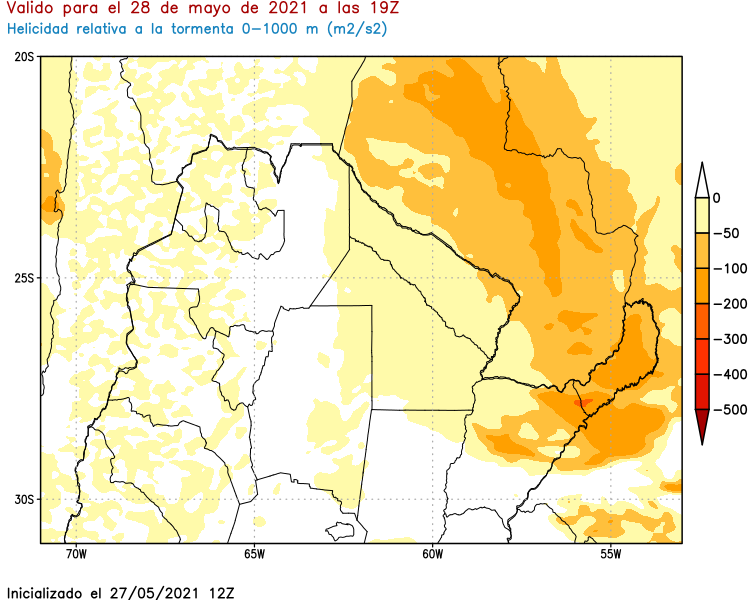 Valido para el 28 de mayo de 2021 a las 19Z
Helicidad relativa a la tormenta 0-1000 m (m2/s2)
20S
25S
30S
70W
65W
60W
55W
0
-50
-100
-200
-300
-400
-500
Inicializado el 27/05/2021 12Z